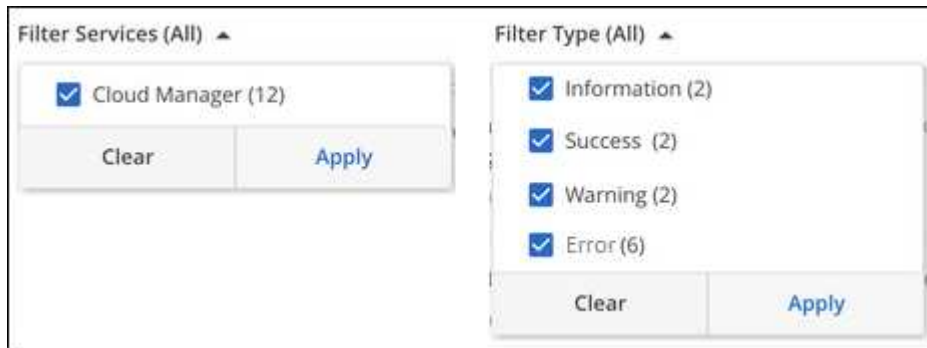 Filter Services (All)
Cloud Manager (12)
Clear Apply
Filter Type (All)
Information (2)
Success (2)
Warning (2)
Error (6)
Clear Apply